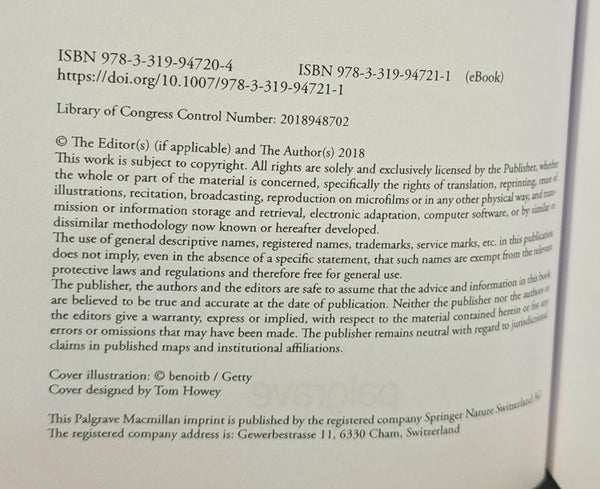 ISBN 978-3-319-94720-4 ISBN 978-3-319-94721-1 (eBook)
https://doi.org/10.1007/978-3-319-94721-1
Library of Congress Control Number: 2018948702
© The Editor(s) (if applicable) and The Author(s) 2018
This work is subject to copyright. All rights are solely and exclusively licensed by the Publisher, whether
the whole or part of the material is concerned, specifically the rights of translation, reprinting, reuse of
illustrations, recitation, broadcasting, reproduction on microfilms or in any other physical way, and trans-
mission or information storage and retrieval, electronic adaptation, computer software, or by similar or
dissimilar methodology now known or hereafter developed.
The use of general descriptive names, registered names, trademarks, service marks, etc. in this publication
does not imply, even in the absence of a specific statement, that such names are exempt from the relevant
protective laws and regulations and therefore free for general use.
The publisher, the authors and the editors are safe to assume that the advice and information in this book
are believed to be true and accurate at the date of publication. Neither the publisher nor the authors or
the editors give a warranty, express or implied, with respect to the material contained herein or for any
errors or omissions that may have been made. The publisher remains neutral with regard to jurisdictional
claims in published maps and institutional affiliations.
Cover illustration: © benoitb / Getty
Cover designed by Tom Howey
This Palgrave Macmillan imprint is published by the registered company Springer Nature Switzerland AG
The registered company address is: Gewerbestrasse 11, 6330 Cham, Switzerland